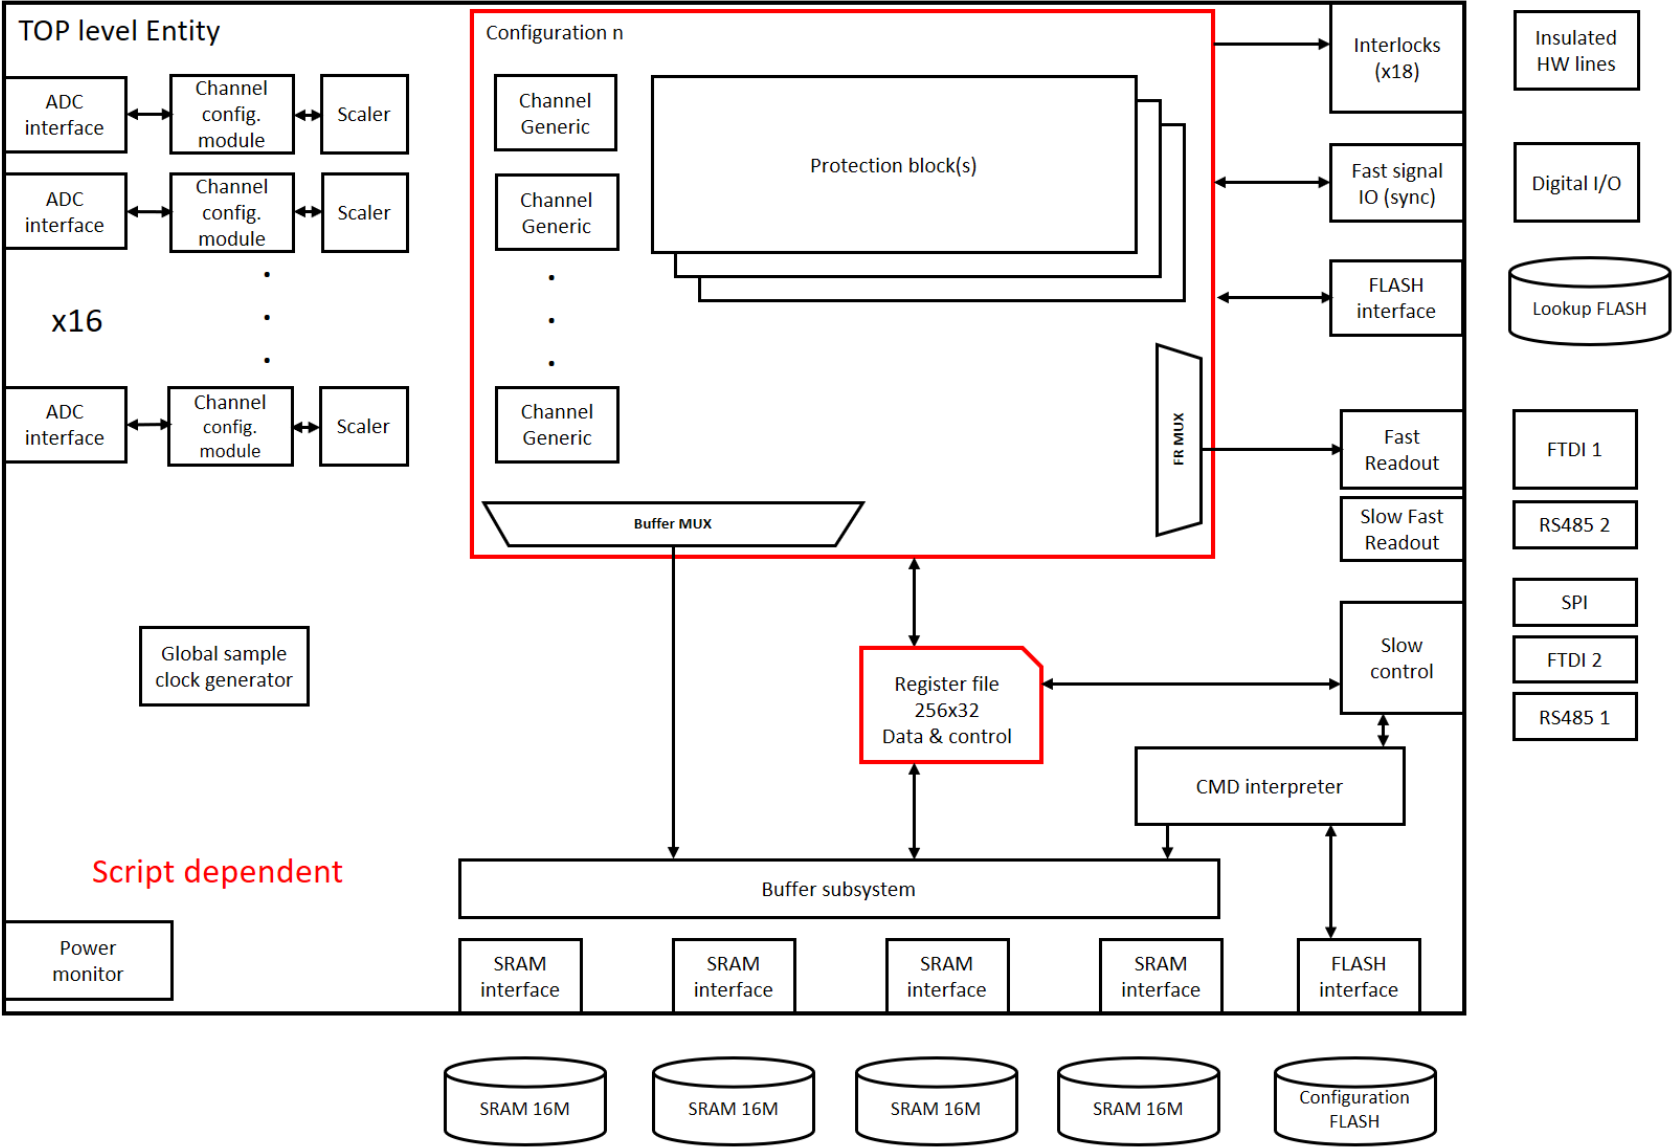 TOP level Entity
ADC
interface
Channel
config.
module
Scaler
ADC
interface
Channel
config.
module
Scaler
x16
ADC
interface
Channel
config.
module
Scaler
Configuration n
Channel
Generic
Channel
Generic
Channel
Generic
Protection block(s)
Buffer MUX
FR MUX
Interlocks
(x18)
Fast signal
IO (sync)
FLASH
interface
Fast
Readout
Slow Fast
Readout
Slow
control
Insulated
HW lines
Digital I/O
Lookup FLASH
FTDI 1
RS485 2
SPI
FTDI 2
RS485 1
Global sample
clock generator
Register file
256x32
Data & control
CMD interpreter
Script dependent
Buffer subsystem
Power
monitor
SRAM
interface
SRAM
interface
SRAM
interface
SRAM
interface
FLASH
interface
SRAM 16M
SRAM 16M
SRAM 16M
SRAM 16M
Configuration
FLASH